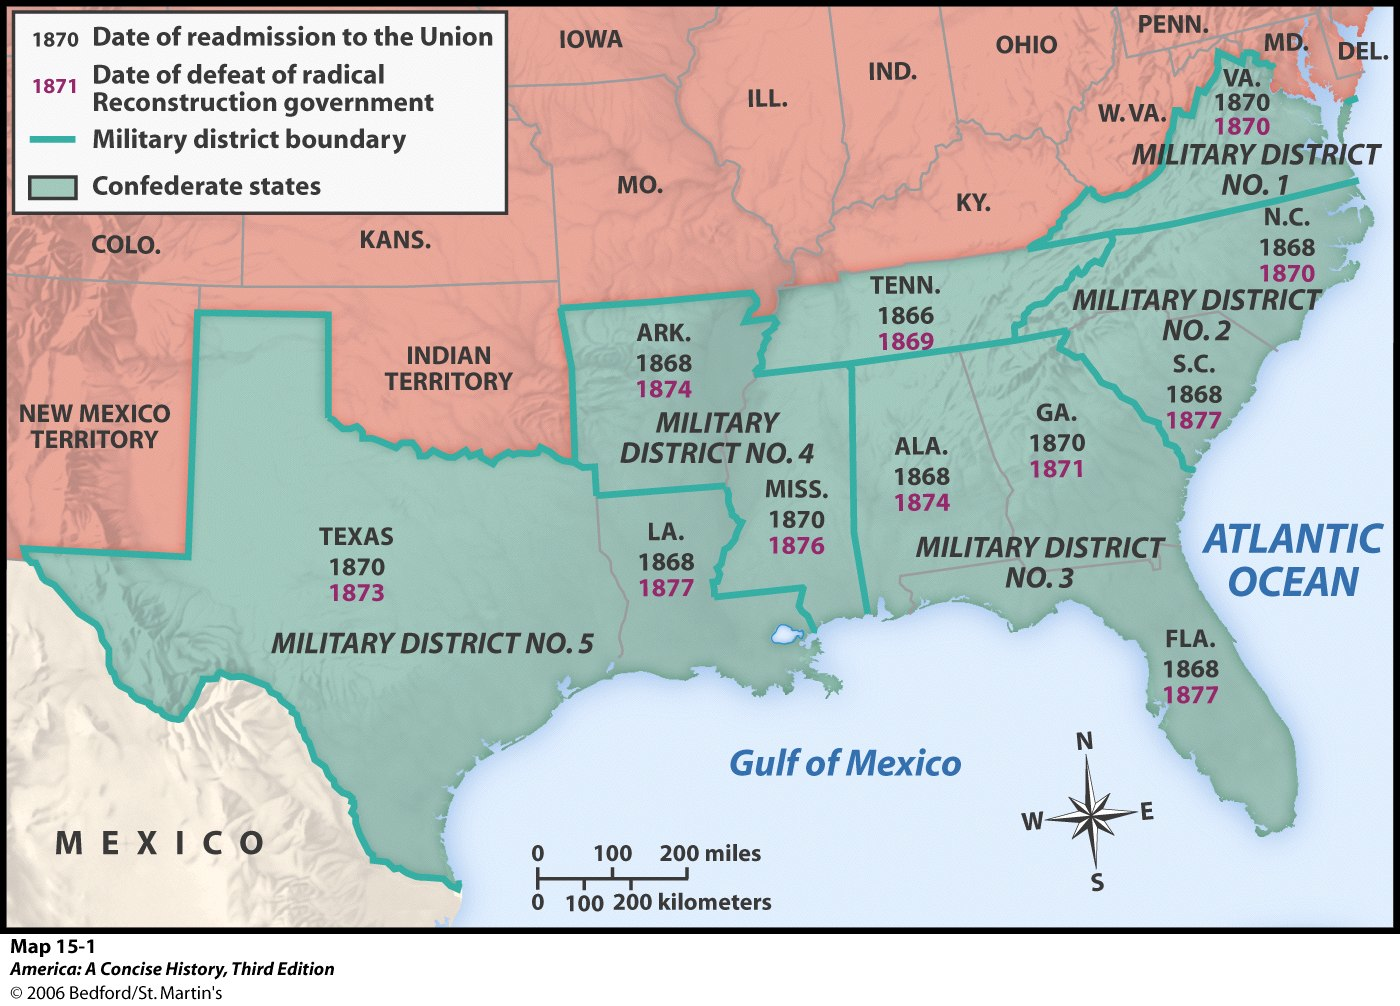 1870 Date of readmission to the Union
1871 Date of defeat of radical
Reconstruction government
Military district boundary
Confederate states
IOWA
ILL.
IND.
OHIO
PENN.
MD.
DEL.
W. VA.
VA.
1870
1870
MILITARY DISTRICT
NO. 1
MO.
KY.
COLO.
KANS.
N.C.
1868
1870
TENN.
1866
1869
MILITARY DISTRICT
NO. 2
S.C.
1868
1877
ARK.
1868
1874
INDIAN
TERRITORY
NEW MEXICO
TERRITORY
MILITARY
DISTRICT NO. 4
MISS.
1870
1876
ALA.
1868
1874
GA.
1870
1871
MILITARY DISTRICT
NO. 3
TEXAS
1870
1873
LA.
1868
1877
MILITARY DISTRICT NO. 5
ATLANTIC
OCEAN
FLA.
1868
1877
Gulf of Mexico
MEXICO
N
W
E
S
0 100 200 miles
0 100 200 kilometers
Map 15-1
America: A Concise History, Third Edition
© 2006 Bedford/St. Martin's